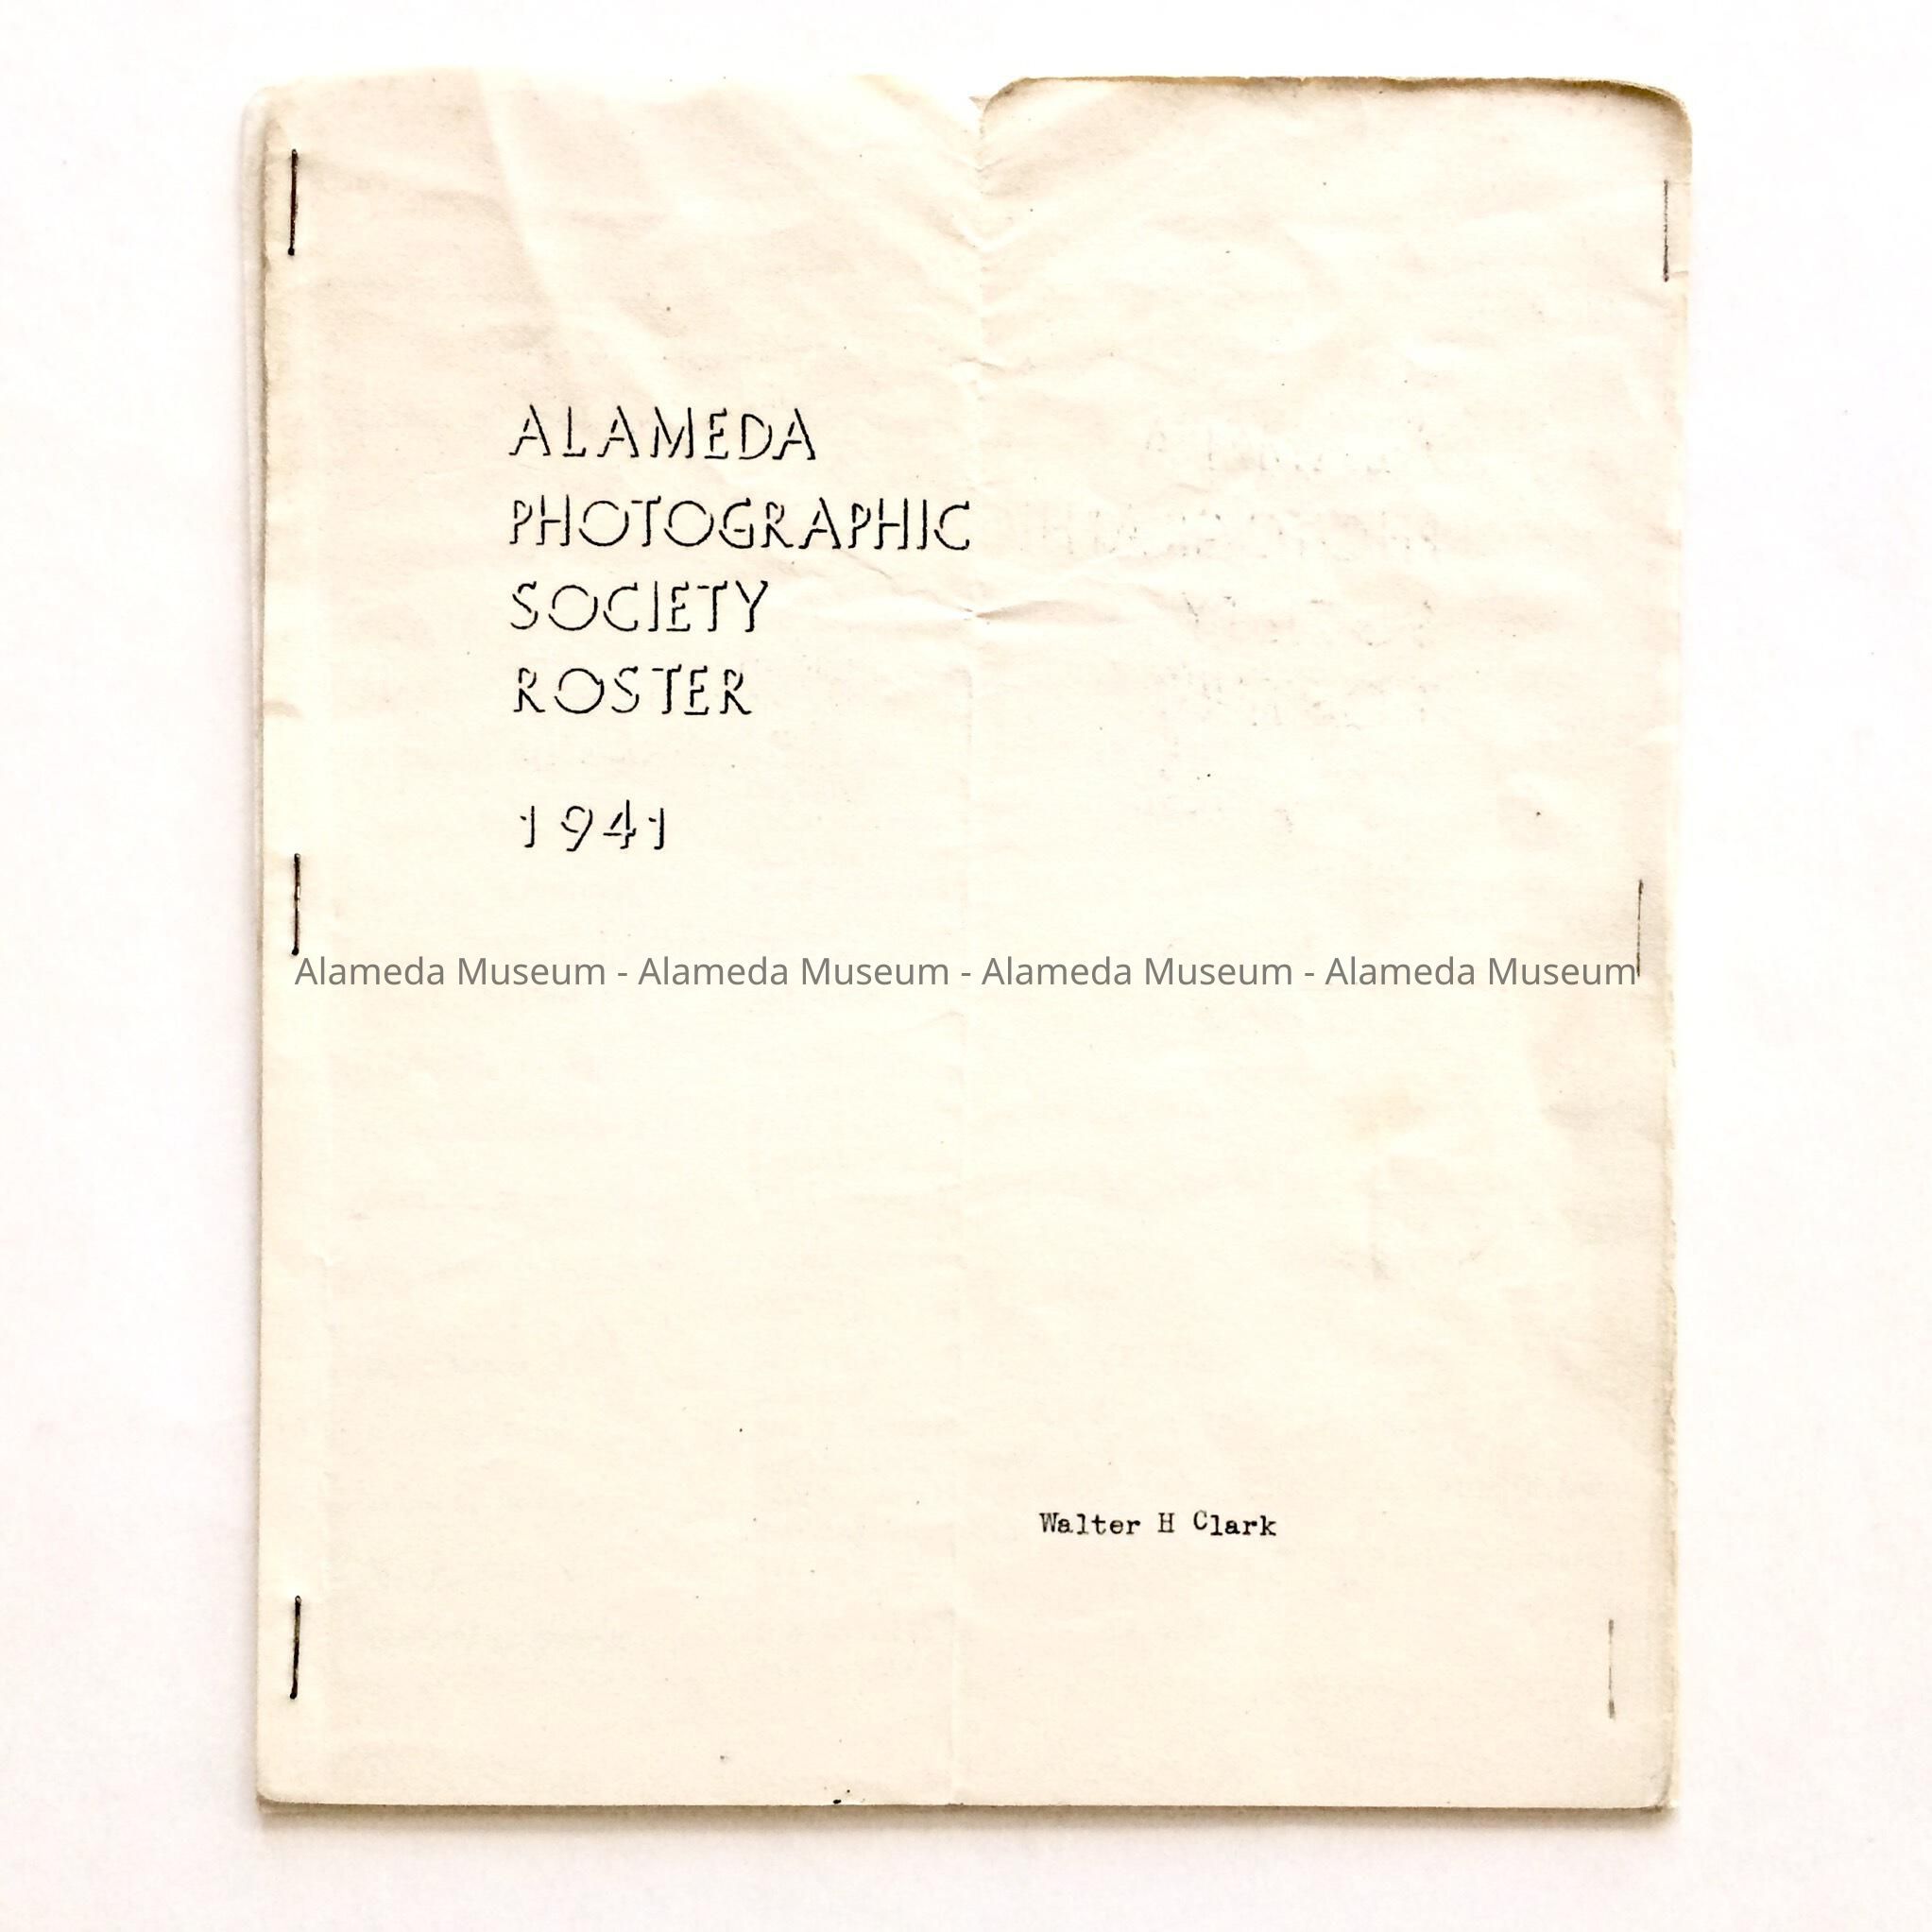 ALAMEDA
PHOTOGRAPHIC
SOCIETY
ROSTER
1941
Alameda Museum - Alameda Museum - Alameda Museum - Alameda Museum
Walter H Clark